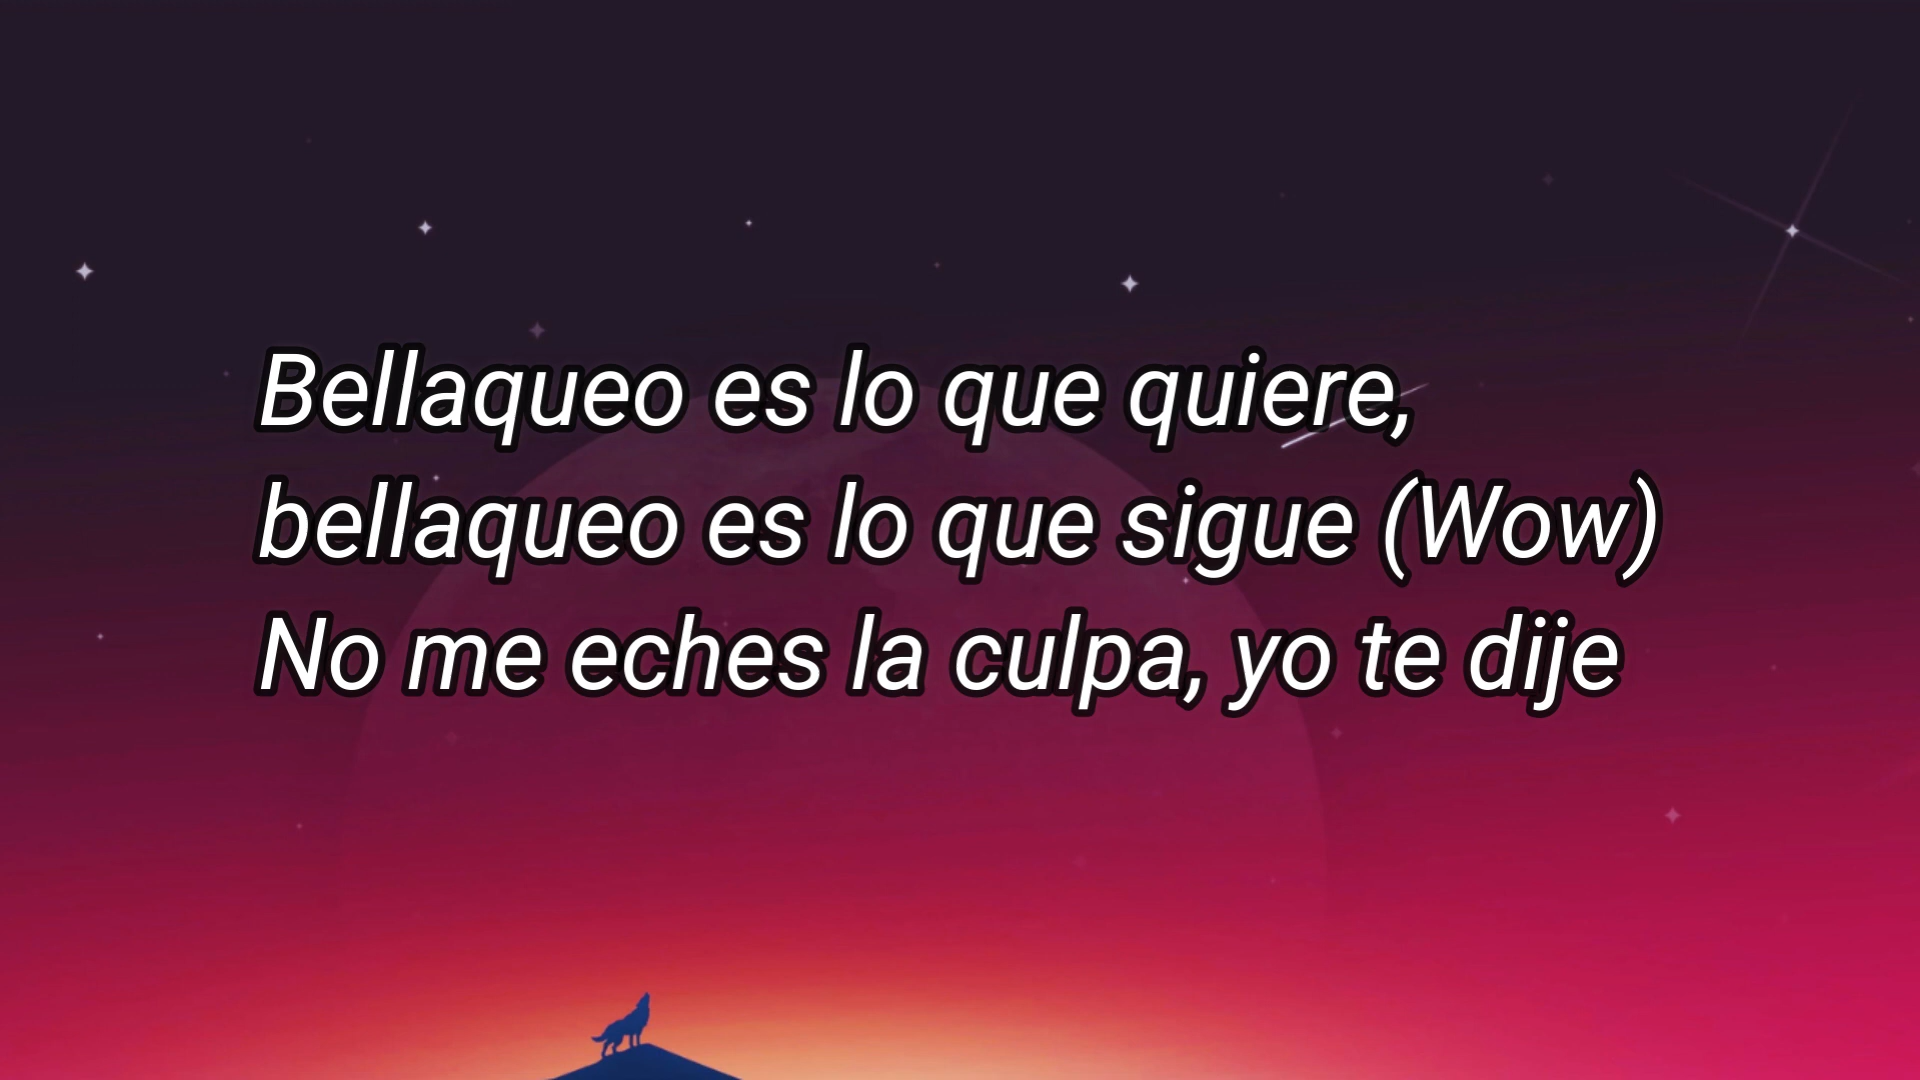 Bellaqueo es lo que quiere,
bellaqueo es lo que sigue (Wow)
No me eches la culpa, yo te dije